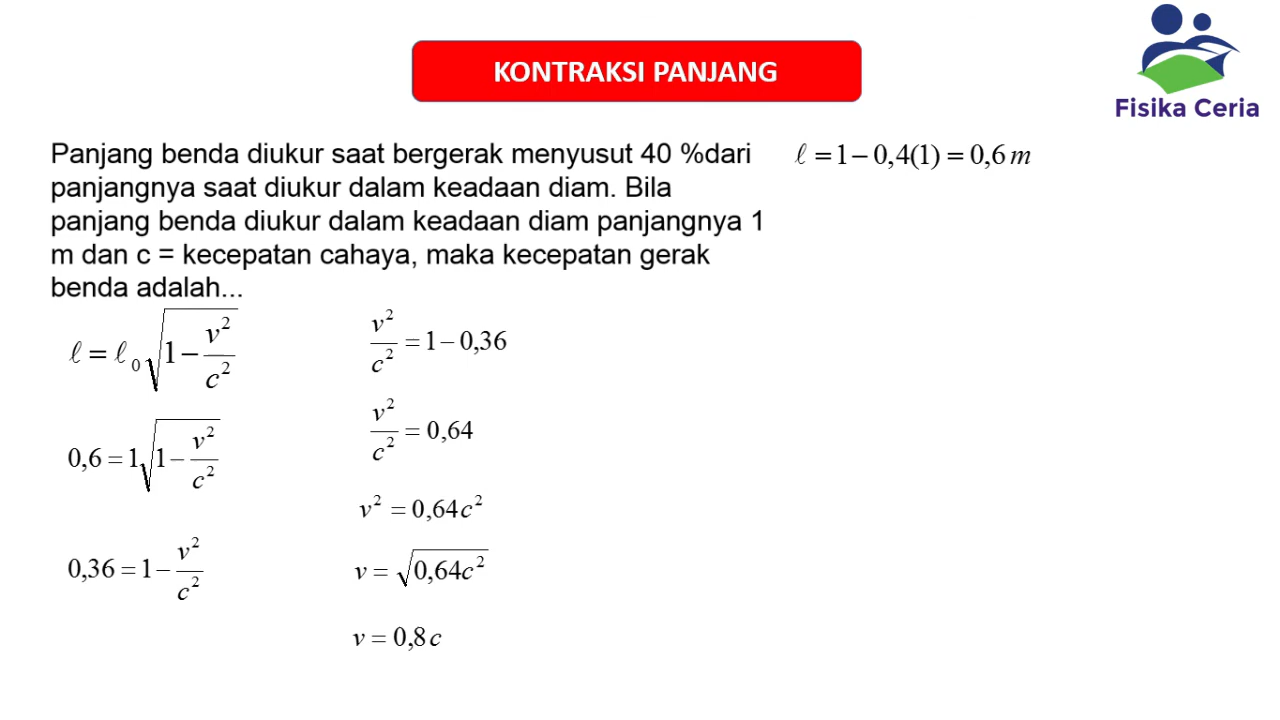 KONTRAKSI PANJANG
Fisika Ceria
Panjang benda diukur saat bergerak menyusut 40 %dari
panjangnya saat diukur dalam keadaan diam. Bila
panjang benda diukur dalam keadaan diam panjangnya 1
m dan c = kecepatan cahaya, maka kecepatan gerak
benda adalah...
ℓ = 1 − 0,4(1) = 0,6 m
ℓ = ℓ₀ √(1 − v²/c²)
0,6 = 1√(1 − v²/c²)
0,36 = 1 − v²/c²
v²/c² = 1 − 0,36
v²/c² = 0,64
v² = 0,64c²
v = √(0,64c²)
v = 0,8c